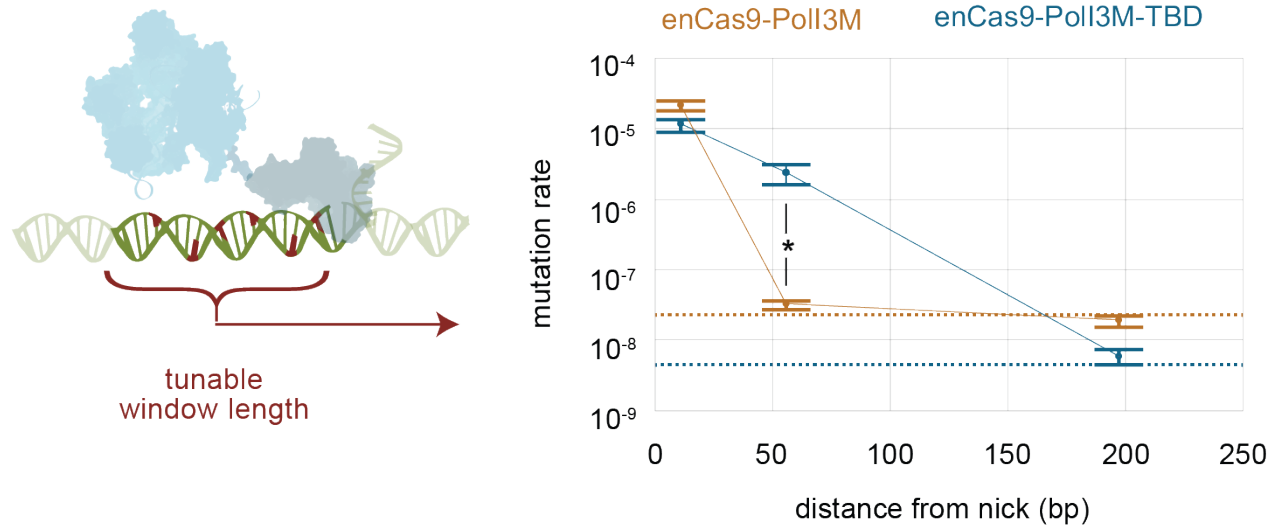 enCas9-PolI3M
enCas9-PolI3M-TBD
10-4
10-5
10-6
10-7
10-8
10-9
mutation rate
*
0 50 100 150 200 250
distance from nick (bp)
tunable
window length